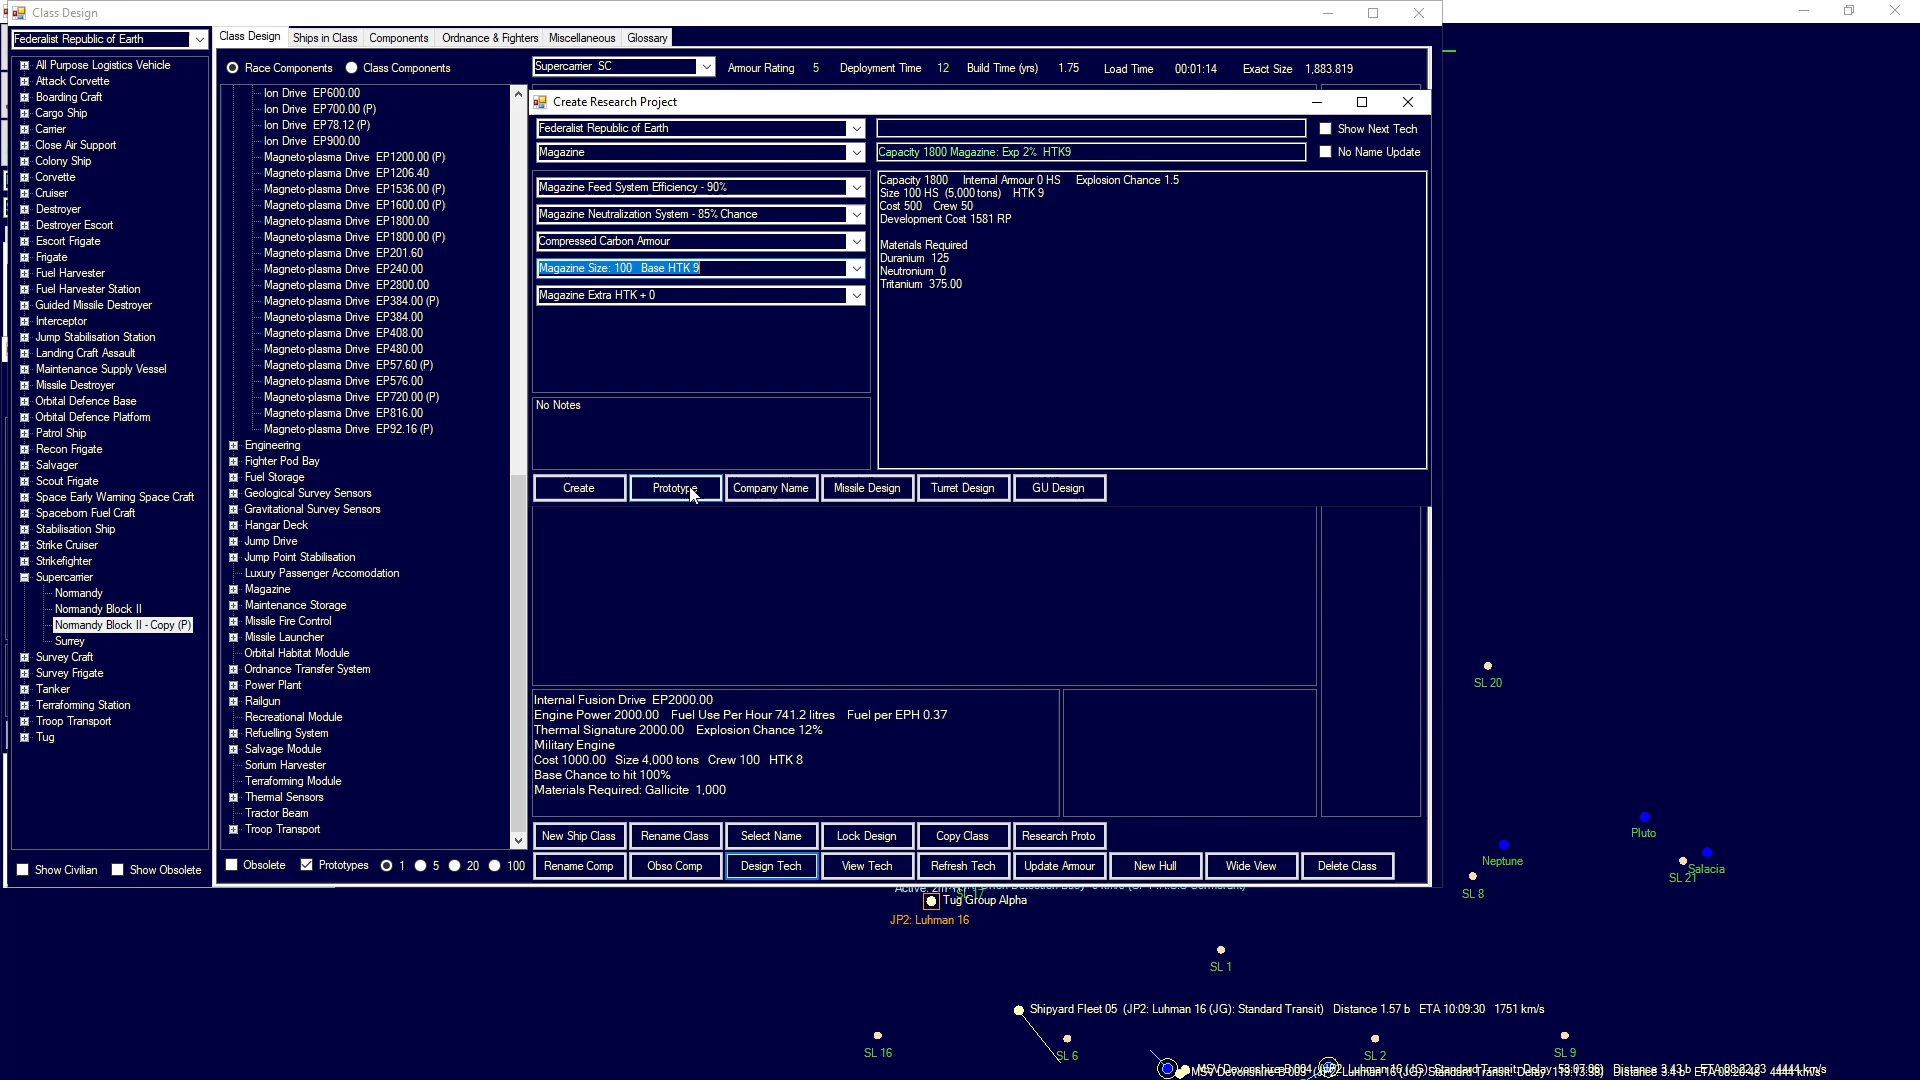 Class Design
Federalist Republic of Earth
All Purpose Logistics Vehicle
Attack Corvette
Boarding Craft
Cargo Ship
Carrier
Close Air Support
Colony Ship
Corvette
Cruiser
Destroyer
Destroyer Escort
Escort Frigate
Frigate
Fuel Harvester
Fuel Harvester Station
Guided Missile Destroyer
Interceptor
Jump Stabilisation Station
Landing Craft Assault
Maintenance Supply Vessel
Missile Destroyer
Orbital Defence Base
Orbital Defence Platform
Patrol Ship
Recon Frigate
Salvager
Scout Frigate
Space Early Warning Space Craft
Spaceborn Fuel Craft
Stabilisation Ship
Strike Cruiser
Strikefighter
Supercarrier
Normandy
Normandy Block II
Normandy Block II - Copy (P)
Surrey
Survey Craft
Survey Frigate
Tanker
Terraforming Station
Troop Transport
Tug
Show Civilian Show Obsolete
Class Design Ships in Class Components Ordnance & Fighters Miscellaneous Glossary
Race Components Class Components
Supercarrier SC Armour Rating 5 Deployment Time 12 Build Time (yrs) 1.75 Load Time 00:01:14 Exact Size 1,883.819
Ion Drive EP600.00
Ion Drive EP700.00 (P)
Ion Drive EP78.12 (P)
Ion Drive EP900.00
Magneto-plasma Drive EP1200.00 (P)
Magneto-plasma Drive EP1206.40
Magneto-plasma Drive EP1536.00 (P)
Magneto-plasma Drive EP1600.00 (P)
Magneto-plasma Drive EP1800.00
Magneto-plasma Drive EP1800.00 (P)
Magneto-plasma Drive EP201.60
Magneto-plasma Drive EP240.00
Magneto-plasma Drive EP2800.00
Magneto-plasma Drive EP384.00 (P)
Magneto-plasma Drive EP384.00
Magneto-plasma Drive EP408.00
Magneto-plasma Drive EP480.00
Magneto-plasma Drive EP57.60 (P)
Magneto-plasma Drive EP576.00
Magneto-plasma Drive EP720.00 (P)
Magneto-plasma Drive EP816.00
Magneto-plasma Drive EP92.16 (P)
Engineering
Fighter Pod Bay
Fuel Storage
Geological Survey Sensors
Gravitational Survey Sensors
Hangar Deck
Jump Drive
Jump Point Stabilisation
Luxury Passenger Accomodation
Magazine
Maintenance Storage
Missile Fire Control
Missile Launcher
Orbital Habitat Module
Ordnance Transfer System
Power Plant
Railgun
Recreational Module
Refuelling System
Salvage Module
Sorium Harvester
Terraforming Module
Thermal Sensors
Tractor Beam
Troop Transport
Obsolete Prototypes 1 5 20 100
Create Research Project
Federalist Republic of Earth
Show Next Tech
Magazine
Capacity 1800 Magazine: Exp 2% HTK9
No Name Update
Magazine Feed System Efficiency - 90%
Magazine Neutralization System - 85% Chance
Compressed Carbon Armour
Magazine Size: 100 Base HTK 9
Magazine Extra HTK + 0
No Notes
Capacity 1800 Internal Armour 0 HS Explosion Chance 1.5
Size 100 HS (5,000 tons) HTK 9
Cost 500 Crew 50
Development Cost 1581 RP
Materials Required
Duranium 125
Neutronium 0
Tritanium 375.00
Create Prototype Company Name Missile Design Turret Design GU Design
Internal Fusion Drive EP2000.00
Engine Power 2000.00 Fuel Use Per Hour 741.2 litres Fuel per EPH 0.37
Thermal Signature 2000.00 Explosion Chance 12%
Military Engine
Cost 1000.00 Size 4,000 tons Crew 100 HTK 8
Base Chance to hit 100%
Materials Required: Gallicite 1,000
New Ship Class Rename Class Select Name Lock Design Copy Class Research Proto
Rename Comp Obso Comp Design Tech View Tech Refresh Tech Update Armour New Hull Wide View Delete Class
SL 20
Pluto
Neptune
Salacia
SL 21
SL 8
Tug Group Alpha
JP2: Luhman 16
SL 1
Shipyard Fleet 05 (JP2: Luhman 16 (JG): Standard Transit) Distance 1.57 b ETA 10:09:30 1751 km/s
SL 16
SL 6
SL 2
SL 9